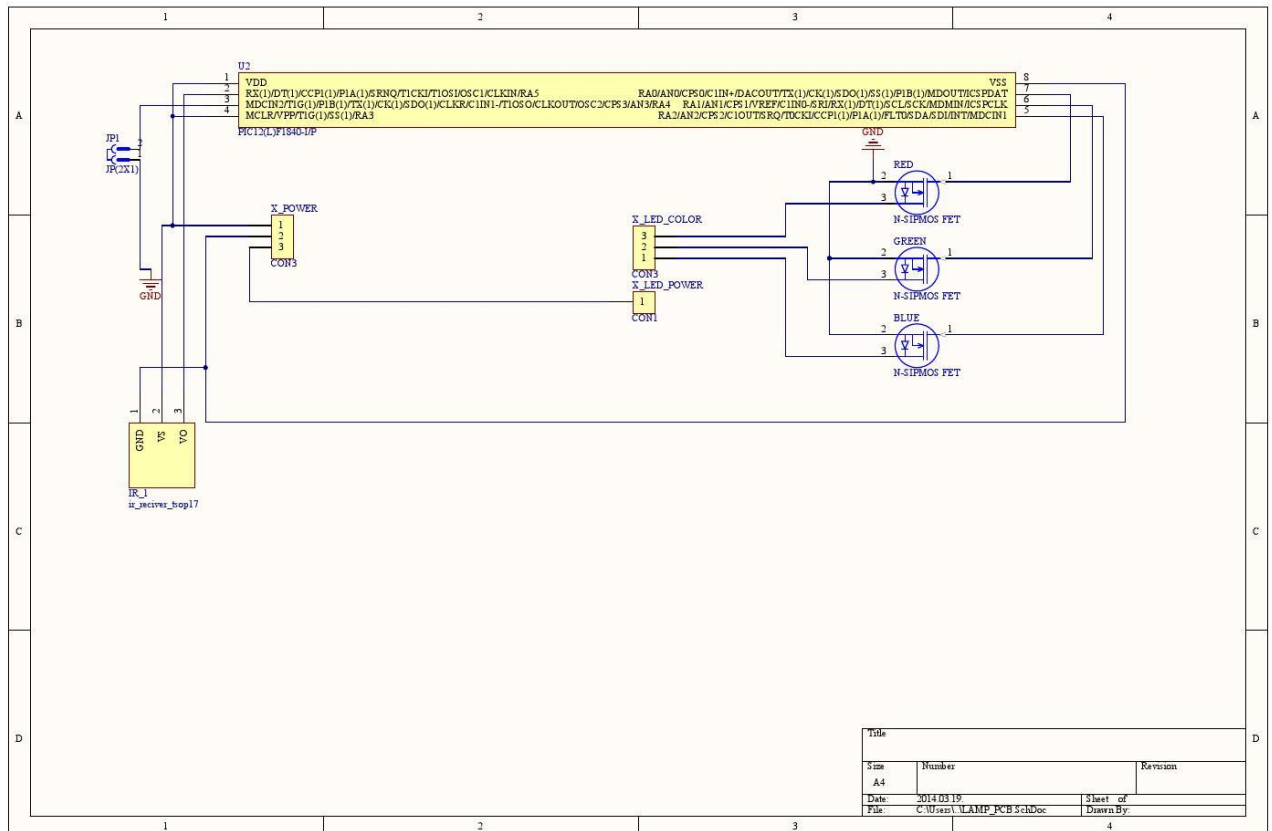 1 2 3 4
A A
U2
1 VDD VSS 8
2 RX(1)/DT(1)/CCP1(1)/P1A(1)/SRNQ/T1CKI/T1OSI/OSC1/CLKIN/RA5 RA0/AN0/CPS0/C1IN+/DACOUT/TX(1)/CK(1)/SDO(1)/SS(1)/P1B(1)/MDOUT/ICSPDAT 7
3 MDCIN2/T1G(1)/P1B(1)/TX(1)/CK(1)/SDO(1)/CLKR/C1IN1-/T1OSO/CLKOUT/OSC2/CPS3/AN3/RA4 RA1/AN1/CPS1/VREF/C1IN0-/SRI/RX(1)/DT(1)/SCL/SCK/MDMIN/ICSPCLK 6
4 MCLR/VPP/T1G(1)/SS(1)/RA3 RA2/AN2/CPS2/C1OUT/SRQ/T0CKI/CCP1(1)/P1A(1)/FLT0/SDA/SDI/INT/MDCIN1 5
PIC12(L)F1840-I/P
GND
JP1
2
1
JP(2X1)
RED
2 1
3
N-SIPMOS FET
X_POWER
1
2
3
CON3
X_LED_COLOR
3
2
1
CON3
GREEN
2 1
3
N-SIPMOS FET
GND
X_LED_POWER
1
CON1
B B
BLUE
2 1
3
N-SIPMOS FET
1 2 3
GND VS VO
IR_1
ir_reciver_tsop17
C C
D D
Title
Size Number Revision
A4
Date: 2014.03.19. Sheet of
File: C:\Users\..\LAMP_PCB.SchDoc Drawn By:
1 2 3 4